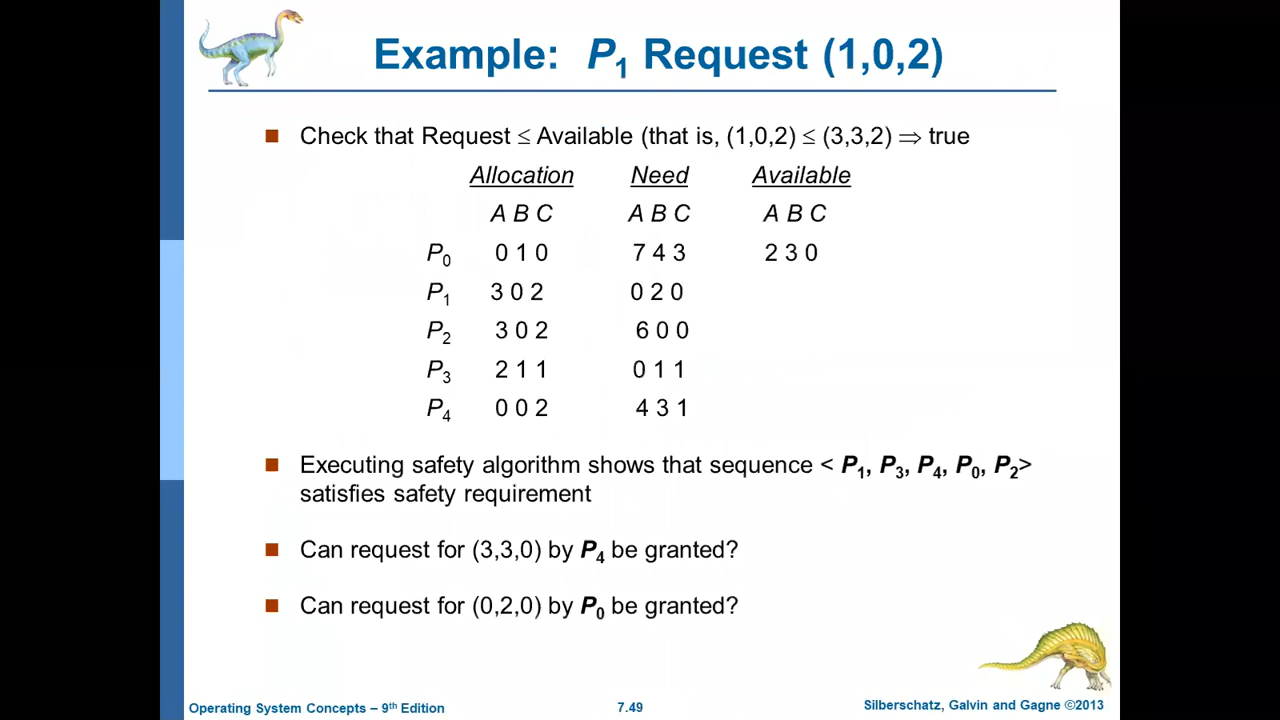 Example: P1 Request (1,0,2)
Check that Request ≤ Available (that is, (1,0,2) ≤ (3,3,2) ⇒ true
Allocation Need Available
A B C A B C A B C
P0 0 1 0 7 4 3 2 3 0
P1 3 0 2 0 2 0
P2 3 0 2 6 0 0
P3 2 1 1 0 1 1
P4 0 0 2 4 3 1
Executing safety algorithm shows that sequence < P1, P3, P4, P0, P2>
satisfies safety requirement
Can request for (3,3,0) by P4 be granted?
Can request for (0,2,0) by P0 be granted?
Operating System Concepts – 9th Edition 7.49 Silberschatz, Galvin and Gagne ©2013